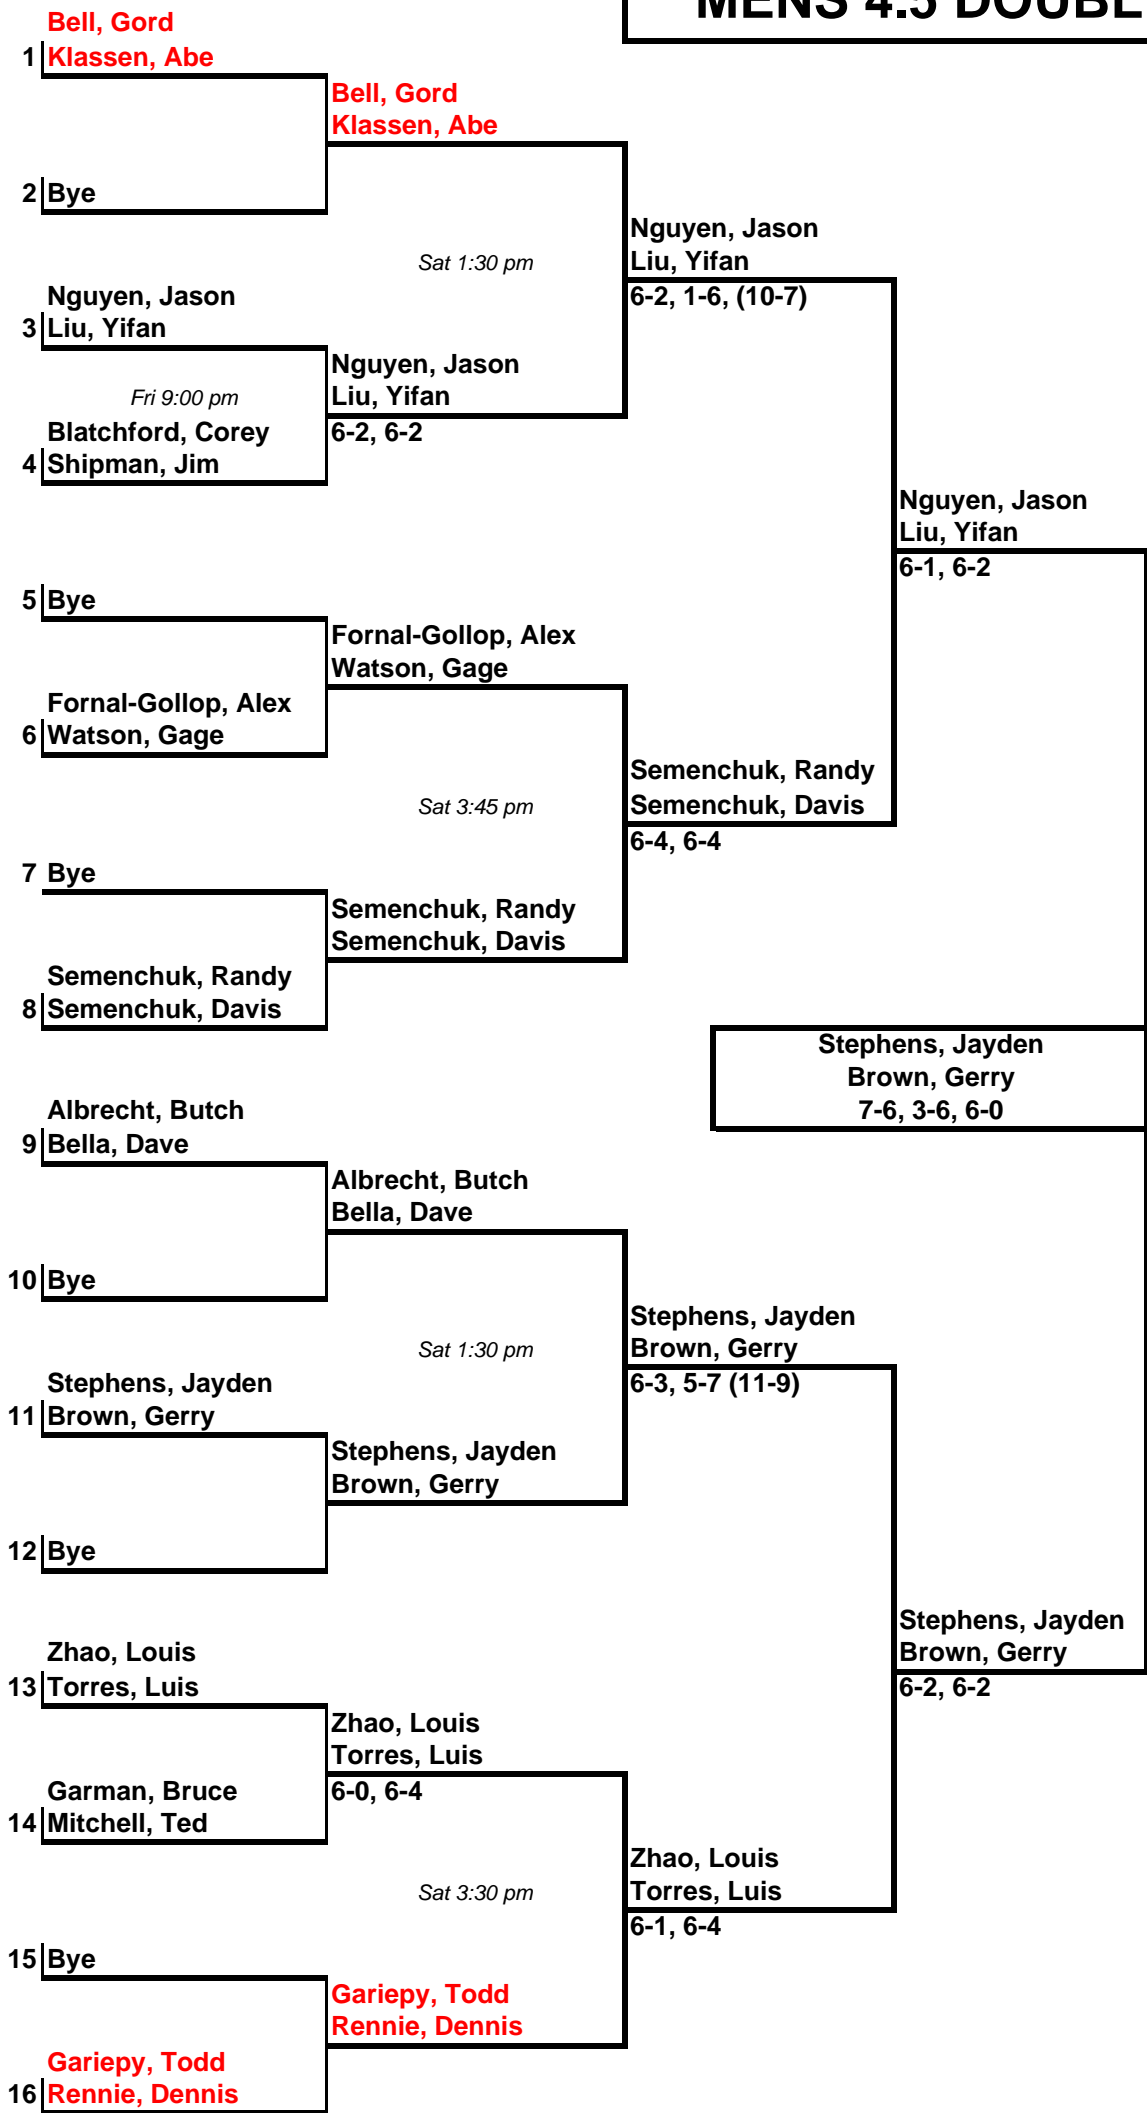 MENS 4.5 DOUBL
Bell, Gord
1 Klassen, Abe
Bell, Gord
Klassen, Abe
2 Bye
Nguyen, Jason
Liu, Yifan
Sat 1:30 pm
6-2, 1-6, (10-7)
Nguyen, Jason
3 Liu, Yifan
Nguyen, Jason
Liu, Yifan
Fri 9:00 pm
6-2, 6-2
Blatchford, Corey
4 Shipman, Jim
Nguyen, Jason
Liu, Yifan
6-1, 6-2
5 Bye
Fornal-Gollop, Alex
Watson, Gage
Fornal-Gollop, Alex
6 Watson, Gage
Semenchuk, Randy
Semenchuk, Davis
Sat 3:45 pm
6-4, 6-4
7 Bye
Semenchuk, Randy
Semenchuk, Davis
Semenchuk, Randy
8 Semenchuk, Davis
Stephens, Jayden
Brown, Gerry
7-6, 3-6, 6-0
Albrecht, Butch
9 Bella, Dave
Albrecht, Butch
Bella, Dave
10 Bye
Stephens, Jayden
Brown, Gerry
Sat 1:30 pm
6-3, 5-7 (11-9)
Stephens, Jayden
11 Brown, Gerry
Stephens, Jayden
Brown, Gerry
12 Bye
Stephens, Jayden
Brown, Gerry
6-2, 6-2
Zhao, Louis
13 Torres, Luis
Zhao, Louis
Torres, Luis
6-0, 6-4
Garman, Bruce
14 Mitchell, Ted
Zhao, Louis
Torres, Luis
Sat 3:30 pm
6-1, 6-4
15 Bye
Gariepy, Todd
Rennie, Dennis
Gariepy, Todd
16 Rennie, Dennis